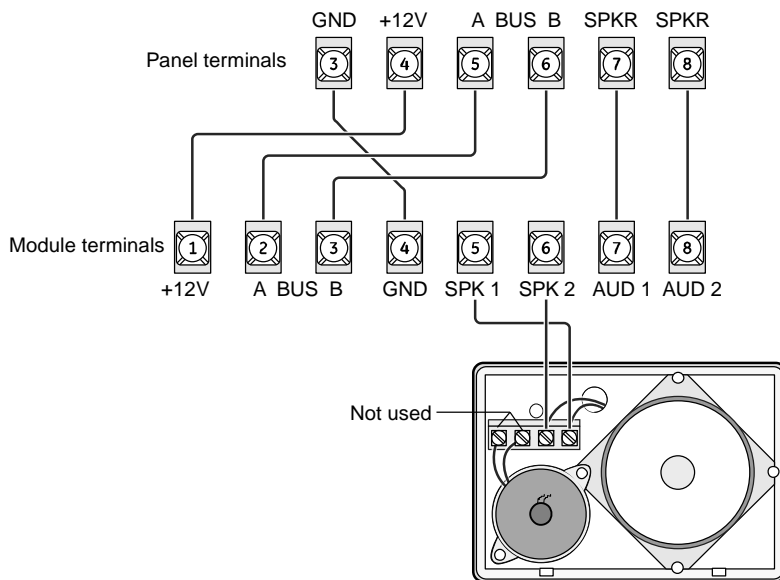 GND +12V A BUS B SPKR SPKR
Panel terminals 3 4 5 6 7 8
Module terminals 1 2 3 4 5 6 7 8
+12V A BUS B GND SPK 1 SPK 2 AUD 1 AUD 2
Not used